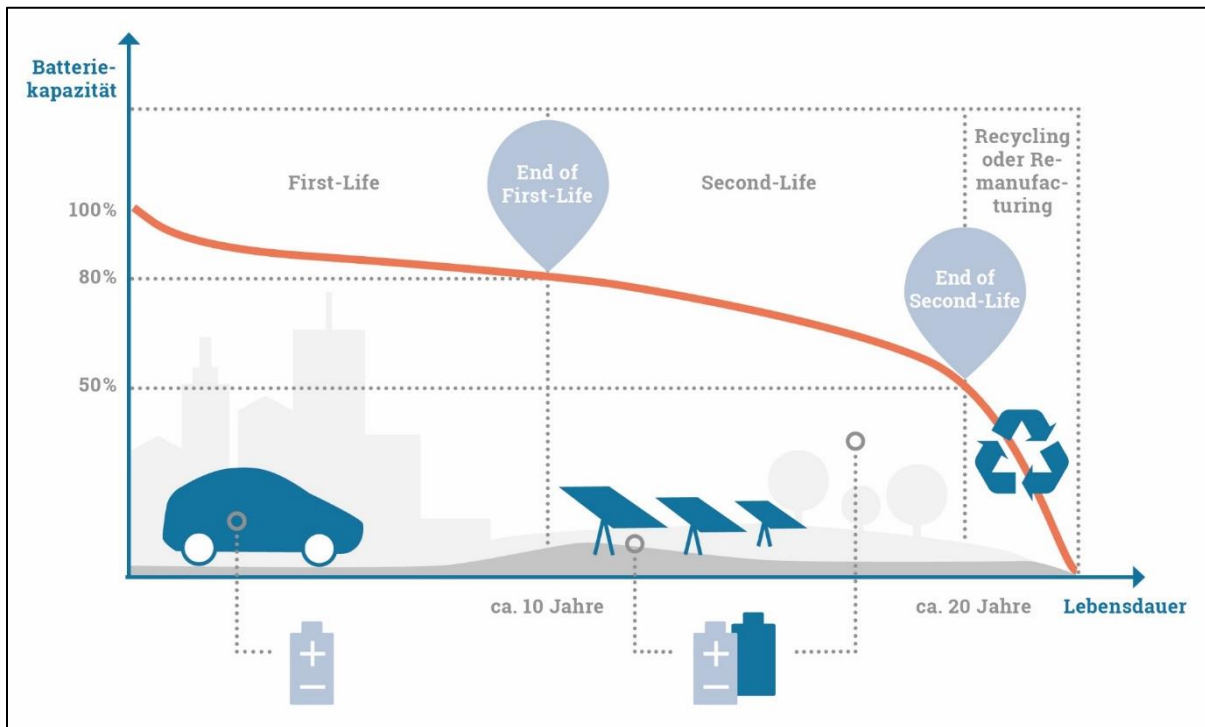 Batterie-
kapazität
First-Life
End of
First-Life
Second-Life
Recycling
oder Re-
manufac-
turing
100%
80%
End of
Second-Life
50%
ca. 10 Jahre
ca. 20 Jahre
Lebensdauer
+
−
+
−